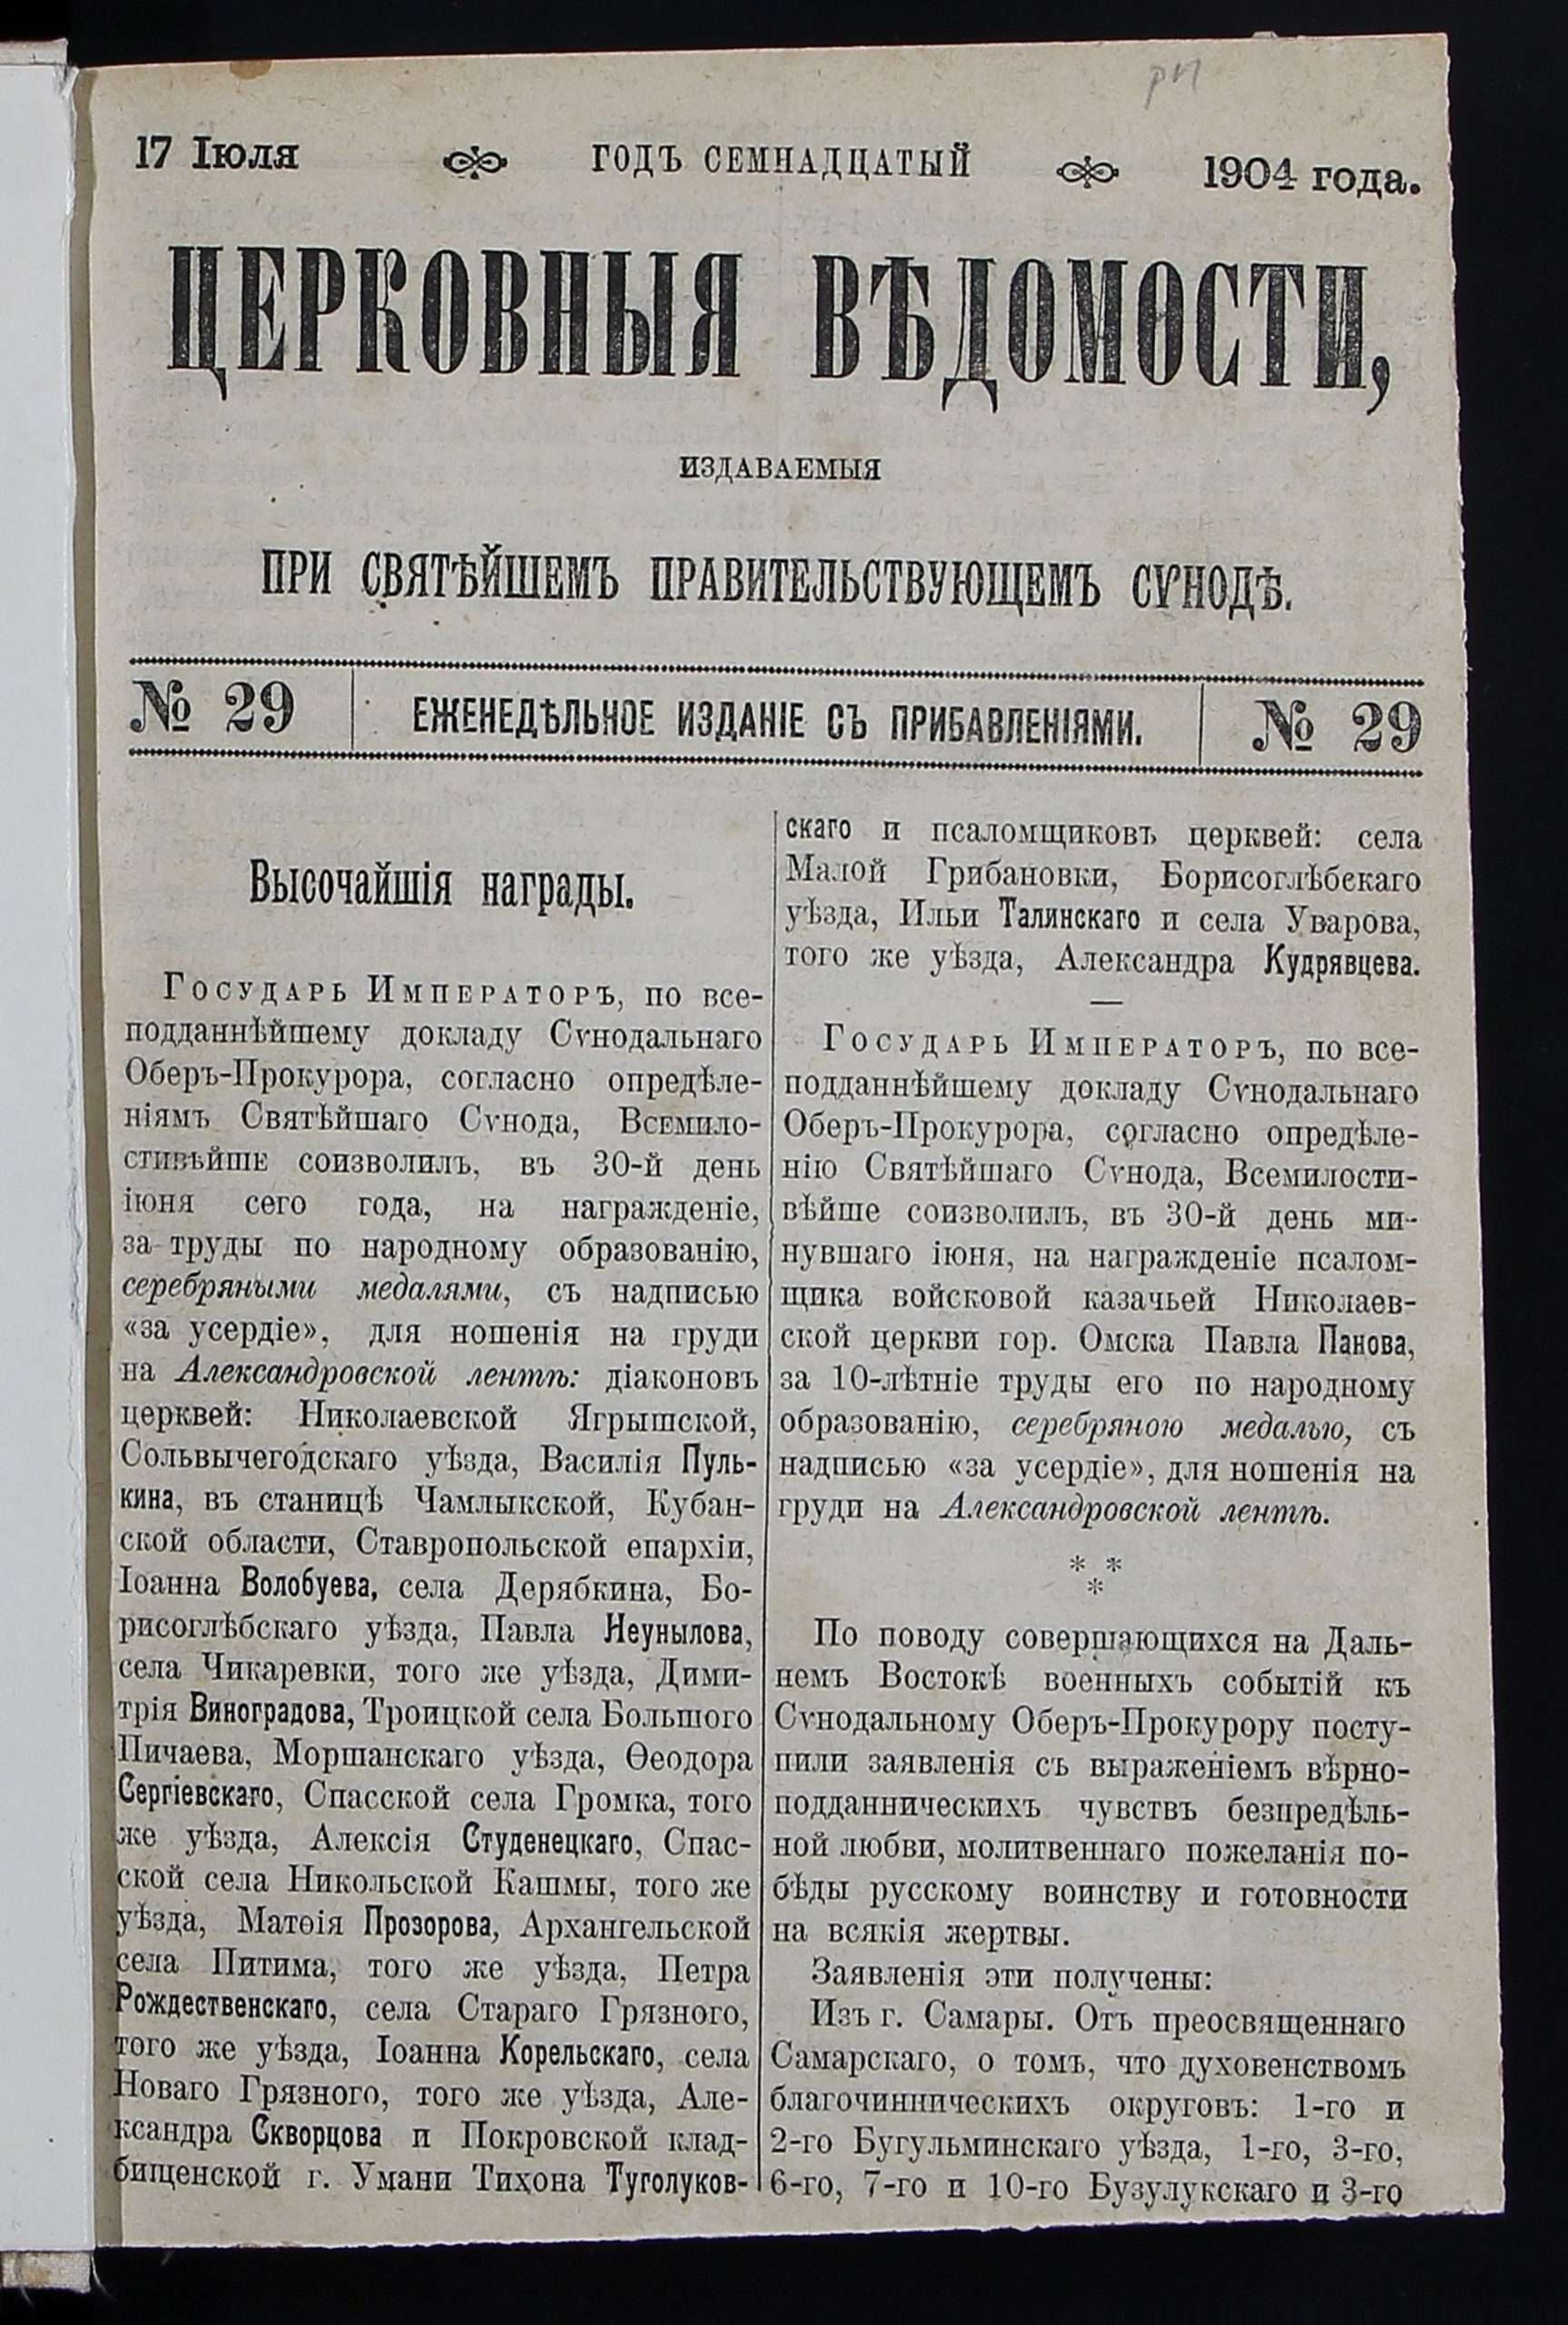 рп
17 Іюля
ГОДЪ СЕМНАДЦАТЫЙ
1904 года.
ЦЕРКОВНЫЯ ВѢДОМОСТИ,
ИЗДАВАЕМЫЯ
ПРИ СВЯТѢЙШЕМЪ ПРАВИТЕЛЬСТВУЮЩЕМЪ СѴНОДѢ.
№ 29
ЕЖЕНЕДѢЛЬНОЕ ИЗДАНІЕ СЪ ПРИБАВЛЕНІЯМИ.
№ 29
Высочайшія награды.
Государь Императоръ, по все-
подданнѣйшему докладу Сѵнодальнаго
Оберъ-Прокурора, согласно опредѣле-
ніямъ Святѣйшаго Сѵнода, Всемило-
стивѣйше соизволилъ, въ 30-й день
іюня сего года, на награжденіе,
за труды по народному образованію,
серебряными медалями, съ надписью
«за усердіе», для ношенія на груди
на Александровской лентѣ: діаконовъ
церквей: Николаевской Ягрышской,
Сольвычегодскаго уѣзда, Василія Пуль-
кина, въ станицѣ Чамлыкской, Кубан-
ской области, Ставропольской епархіи,
Іоанна Волобуева, села Дерябкина, Бо-
рисоглѣбскаго уѣзда, Павла Неунылова,
села Чикаревки, того же уѣзда, Дими-
трія Виноградова, Троицкой села Большого
Пичаева, Моршанскаго уѣзда, Ѳеодора
Сергіевскаго, Спасской села Громка, того
же уѣзда, Алексія Студенецкаго, Спас-
ской села Никольской Кашмы, того же
уѣзда, Матѳія Прозорова, Архангельской
села Питима, того же уѣзда, Петра
Рождественскаго, села Стараго Грязного,
того же уѣзда, Іоанна Корельскаго, села
Новаго Грязного, того же уѣзда, Але-
ксандра Скворцова и Покровской клад-
бищенской г. Умани Тихона Туголуков-
скаго и псаломщиковъ церквей: села
Малой Грибановки, Борисоглѣбскаго
уѣзда, Ильи Талинскаго и села Уварова,
того же уѣзда, Александра Кудрявцева.
—
Государь Императоръ, по все-
подданнѣйшему докладу Сѵнодальнаго
Оберъ-Прокурора, согласно опредѣле-
нію Святѣйшаго Сѵнода, Всемилости-
вѣйше соизволилъ, въ 30-й день ми-
нувшаго іюня, на награжденіе псалом-
щика войсковой казачьей Николаев-
ской церкви гор. Омска Павла Панова,
за 10-лѣтніе труды его по народному
образованію, серебряною медалью, съ
надписью «за усердіе», для ношенія на
груди на Александровской лентѣ.
* *
*
По поводу совершающихся на Даль-
немъ Востокѣ военныхъ событій къ
Сѵнодальному Оберъ-Прокурору посту-
пили заявленія съ выраженіемъ вѣрно-
подданническихъ чувствъ безпредѣль-
ной любви, молитвеннаго пожеланія по-
бѣды русскому воинству и готовности
на всякія жертвы.
Заявленія эти получены:
Изъ г. Самары. Отъ преосвященнаго
Самарскаго, о томъ, что духовенствомъ
благочинническихъ округовъ: 1-го и
2-го Бугульминскаго уѣзда, 1-го, 3-го,
6-го, 7-го и 10-го Бузулукскаго и 3-го